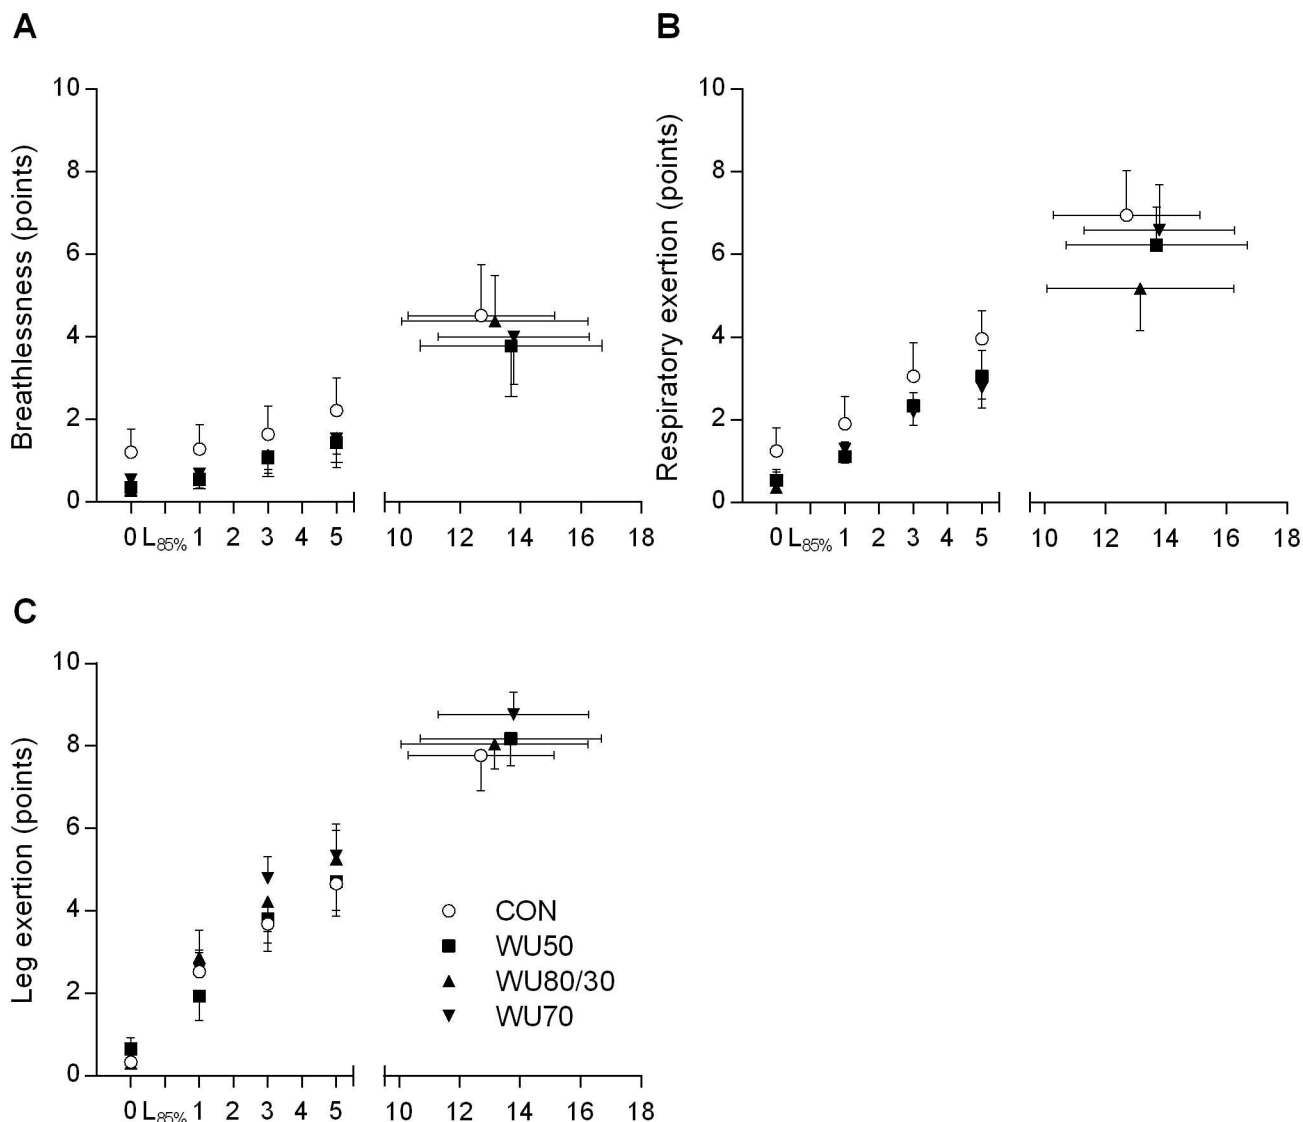 A
10
8
6
4
2
0
Breathlessness (points)
0 L85% 1 2 3 4 5 10 12 14 16 18
B
10
8
6
4
2
0
Respiratory exertion (points)
0 L85% 1 2 3 4 5 10 12 14 16 18
C
10
8
6
4
2
0
Leg exertion (points)
CON
WU50
WU80/30
WU70
0 L85% 1 2 3 4 5 10 12 14 16 18